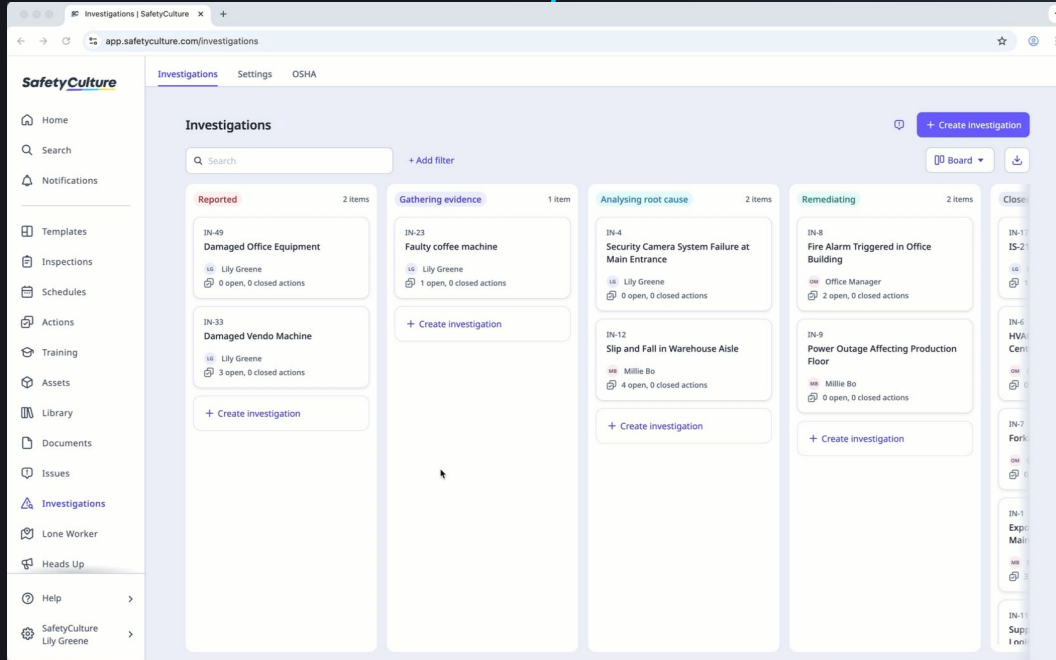 Investigations | SafetyCulture
app.safetyculture.com/investigations
SafetyCulture
Home
Search
Notifications
Templates
Inspections
Schedules
Actions
Training
Assets
Library
Documents
Issues
Investigations
Lone Worker
Heads Up
Help
SafetyCulture
Lily Greene
Investigations Settings OSHA
Investigations
+ Create investigation
Search
+ Add filter
Board
Reported 2 items
IN-49
Damaged Office Equipment
LG Lily Greene
0 open, 0 closed actions
IN-33
Damaged Vendo Machine
LG Lily Greene
3 open, 0 closed actions
+ Create investigation
Gathering evidence 1 item
IN-23
Faulty coffee machine
LG Lily Greene
1 open, 0 closed actions
+ Create investigation
Analysing root cause 2 items
IN-4
Security Camera System Failure at
Main Entrance
LG Lily Greene
0 open, 0 closed actions
IN-12
Slip and Fall in Warehouse Aisle
MB Millie Bo
4 open, 0 closed actions
+ Create investigation
Remediating 2 items
IN-8
Fire Alarm Triggered in Office
Building
OM Office Manager
2 open, 0 closed actions
IN-9
Power Outage Affecting Production
Floor
MB Millie Bo
0 open, 0 closed actions
+ Create investigation
IN-6
OM
IN-7
OM
IN-1
MB